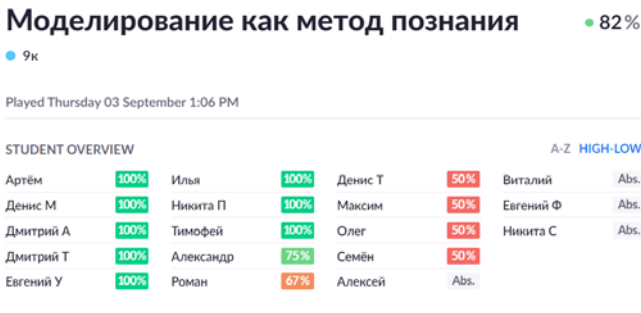 Моделирование как метод познания 82%
9к
Played Thursday 03 September 1:06 PM
STUDENT OVERVIEW A-Z HIGH-LOW
Артём 100% Илья 100% Денис Т 50% Виталий Abs.
Денис М 100% Никита П 100% Максим 50% Евгений Ф Abs.
Дмитрий А 100% Тимофей 100% Олег 50% Никита С Abs.
Дмитрий Т 100% Александр 75% Семён 50%
Евгений У 100% Роман 67% Алексей Abs.